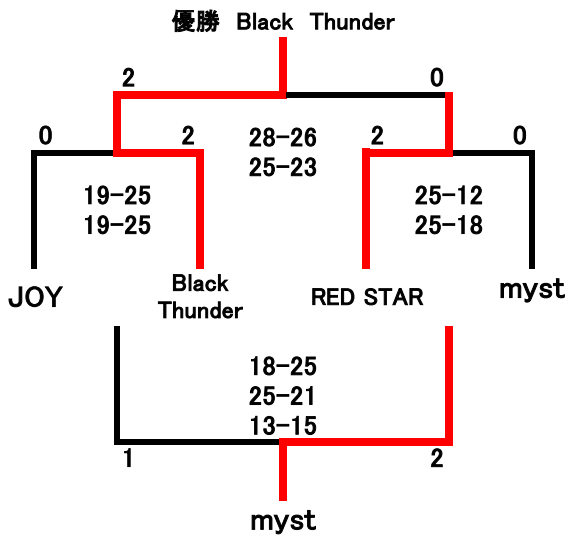 優勝　Black　Thunder
2
0
0
2
28-26
25-23
2
0
19-25
19-25
25-12
25-18
JOY
Black
Thunder
RED STAR
myst
18-25
25-21
13-15
1
2
myst